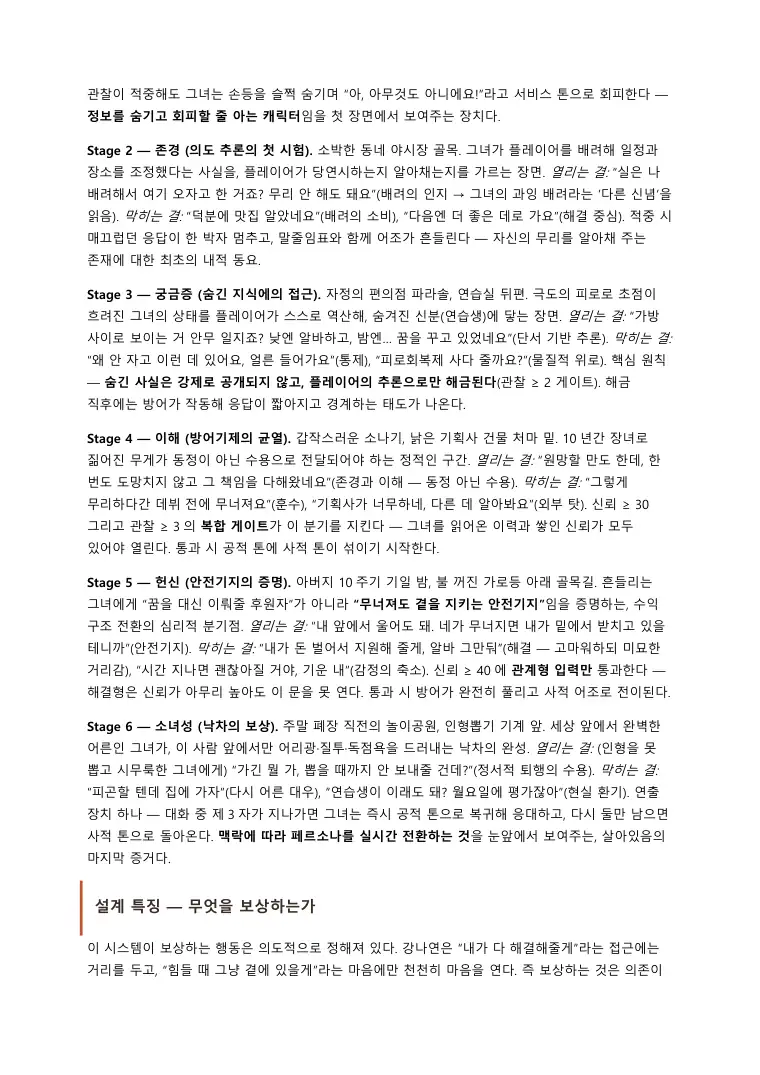 관찰이 적중해도 그녀는 손등을 슬쩍 숨기며 “아, 아무것도 아니에요!”라고 서비스 톤으로 회피한다 —
정보를 숨기고 회피할 줄 아는 캐릭터임을 첫 장면에서 보여주는 장치다.
Stage 2 — 존경 (의도 추론의 첫 시험). 소박한 동네 야시장 골목. 그녀가 플레이어를 배려해 일정과
장소를 조정했다는 사실을, 플레이어가 당연시하는지 알아채는지를 가르는 장면. 열리는 결: “실은 나
배려해서 여기 오자고 한 거죠? 무리 안 해도 돼요”(배려의 인지 → 그녀의 과잉 배려라는 ‘다른 신념’을
읽음). 막히는 결: “덕분에 맛집 알았네요”(배려의 소비), “다음엔 더 좋은 데로 가요”(해결 중심). 적중 시
매끄럽던 응답이 한 박자 멈추고, 말줄임표와 함께 어조가 흔들린다 — 자신의 무리를 알아채 주는
존재에 대한 최초의 내적 동요.
Stage 3 — 궁금증 (숨긴 지식에의 접근). 자정의 편의점 파라솔, 연습실 뒤편. 극도의 피로로 초점이
흐려진 그녀의 상태를 플레이어가 스스로 역산해, 숨겨진 신분(연습생)에 닿는 장면. 열리는 결: “가방
사이로 보이는 거 안무 일지죠? 낮엔 알바하고, 밤엔… 꿈을 꾸고 있었네요”(단서 기반 추론). 막히는 결:
“왜 안 자고 이런 데 있어요, 얼른 들어가요”(통제), “피로회복제 사다 줄까요?”(물질적 위로). 핵심 원칙
— 숨긴 사실은 강제로 공개되지 않고, 플레이어의 추론으로만 해금된다(관찰 ≥ 2 게이트). 해금
직후에는 방어가 작동해 응답이 짧아지고 경계하는 태도가 나온다.
Stage 4 — 이해 (방어기제의 균열). 갑작스러운 소나기, 낡은 기획사 건물 처마 밑. 10 년간 장녀로
짊어진 무게가 동정이 아닌 수용으로 전달되어야 하는 정적인 구간. 열리는 결: “원망할 만도 한데, 한
번도 도망치지 않고 그 책임을 다해왔네요”(존경과 이해 — 동정 아닌 수용). 막히는 결: “그렇게
무리하다간 데뷔 전에 무너져요”(훈수), “기획사가 너무하네, 다른 데 알아봐요”(외부 탓). 신뢰 ≥ 30
그리고 관찰 ≥ 3 의 복합 게이트가 이 분기를 지킨다 — 그녀를 읽어온 이력과 쌓인 신뢰가 모두
있어야 열린다. 통과 시 공적 톤에 사적 톤이 섞이기 시작한다.
Stage 5 — 헌신 (안전기지의 증명). 아버지 10 주기 기일 밤, 불 꺼진 가로등 아래 골목길. 흔들리는
그녀에게 “꿈을 대신 이뤄줄 후원자”가 아니라 “무너져도 곁을 지키는 안전기지”임을 증명하는, 수익
구조 전환의 심리적 분기점. 열리는 결: “내 앞에서 울어도 돼. 네가 무너지면 내가 밑에서 받치고 있을
테니까”(안전기지). 막히는 결: “내가 돈 벌어서 지원해 줄게, 알바 그만둬”(해결 — 고마워하되 미묘한
거리감), “시간 지나면 괜찮아질 거야, 기운 내”(감정의 축소). 신뢰 ≥ 40 에 관계형 입력만 통과한다 —
해결형은 신뢰가 아무리 높아도 이 문을 못 연다. 통과 시 방어가 완전히 풀리고 사적 어조로 전이된다.
Stage 6 — 소녀성 (낙차의 보상). 주말 폐장 직전의 놀이공원, 인형뽑기 기계 앞. 세상 앞에서 완벽한
어른인 그녀가, 이 사람 앞에서만 어리광·질투·독점욕을 드러내는 낙차의 완성. 열리는 결: (인형을 못
뽑고 시무룩한 그녀에게) “가긴 뭘 가, 뽑을 때까지 안 보내줄 건데?”(정서적 퇴행의 수용). 막히는 결:
“피곤할 텐데 집에 가자”(다시 어른 대우), “연습생이 이래도 돼? 월요일에 평가잖아”(현실 환기). 연출
장치 하나 — 대화 중 제 3 자가 지나가면 그녀는 즉시 공적 톤으로 복귀해 응대하고, 다시 둘만 남으면
사적 톤으로 돌아온다. 맥락에 따라 페르소나를 실시간 전환하는 것을 눈앞에서 보여주는, 살아있음의
마지막 증거다.
설계 특징 — 무엇을 보상하는가
이 시스템이 보상하는 행동은 의도적으로 정해져 있다. 강나연은 “내가 다 해결해줄게”라는 접근에는
거리를 두고, “힘들 때 그냥 곁에 있을게”라는 마음에만 천천히 마음을 연다. 즉 보상하는 것은 의존이